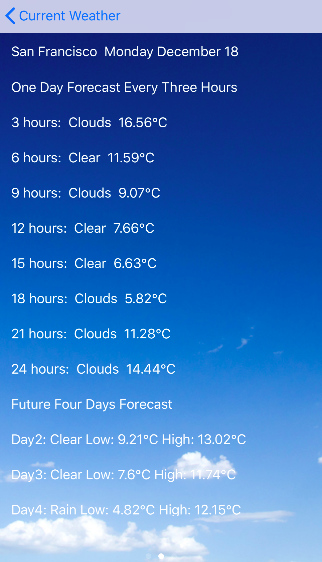 Current Weather
San Francisco Monday December 18
One Day Forecast Every Three Hours
3 hours: Clouds 16.56°C
6 hours: Clear 11.59°C
9 hours: Clouds 9.07°C
12 hours: Clear 7.66°C
15 hours: Clear 6.63°C
18 hours: Clouds 5.82°C
21 hours: Clouds 11.28°C
24 hours: Clouds 14.44°C
Future Four Days Forecast
Day2: Clear Low: 9.21°C High: 13.02°C
Day3: Clear Low: 7.6°C High: 11.74°C
Day4: Rain Low: 4.82°C High: 12.15°C